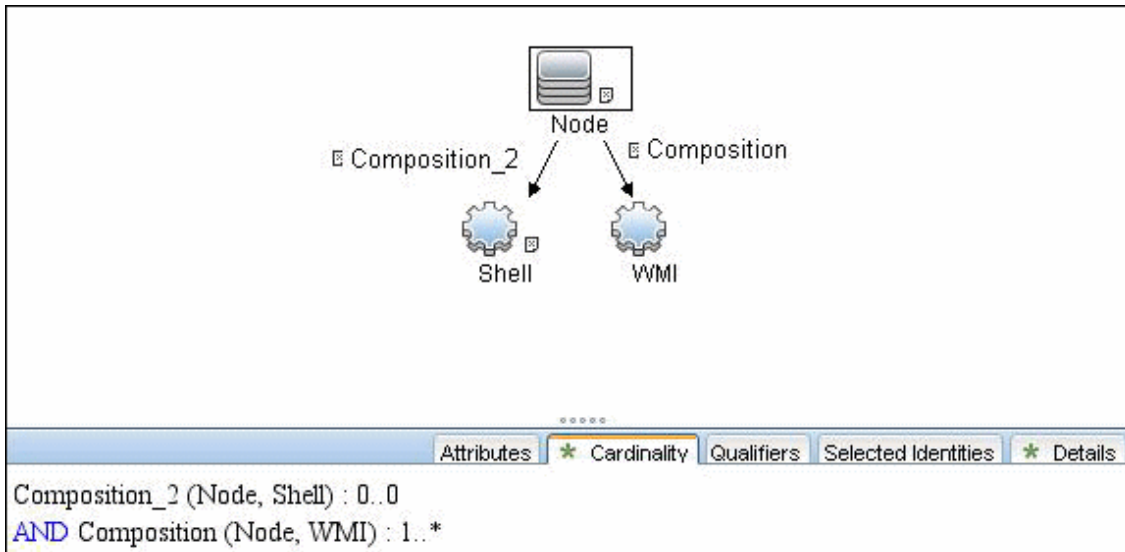 Node
Composition_2
Composition
Shell
WMI
Attributes * Cardinality Qualifiers Selected Identities * Details
Composition_2 (Node, Shell) : 0..0
AND Composition (Node, WMI) : 1..*